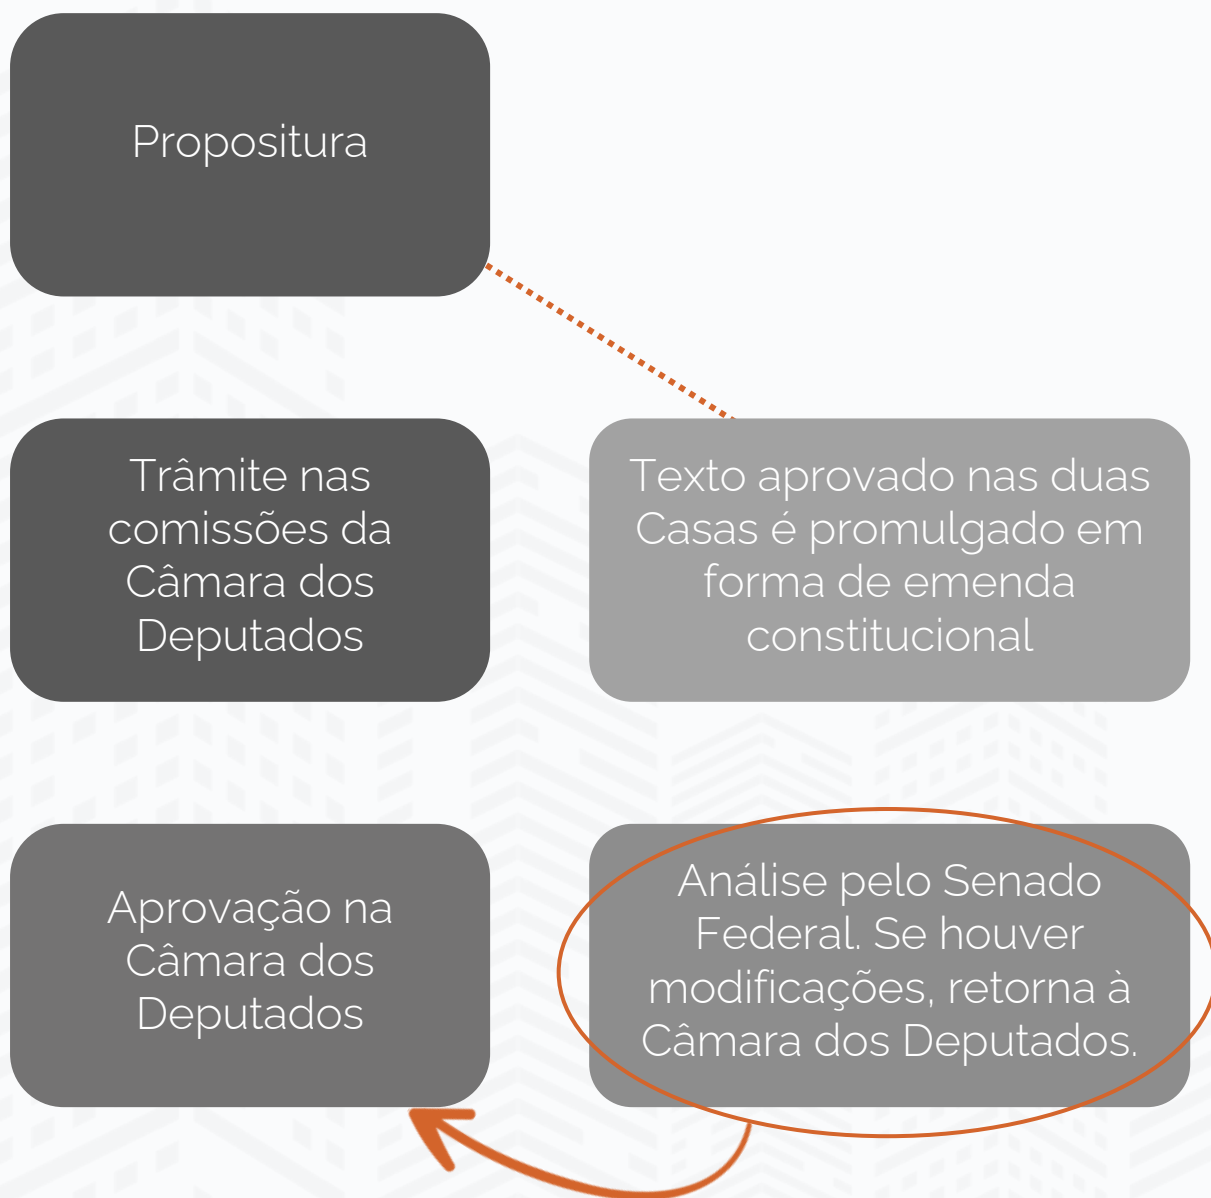 Propositura
Trâmite nas
comissões da
Câmara dos
Deputados
Texto aprovado nas duas
Casas é promulgado em
forma de emenda
constitucional
Aprovação na
Câmara dos
Deputados
Análise pelo Senado
Federal. Se houver
modificações, retorna à
Câmara dos Deputados.